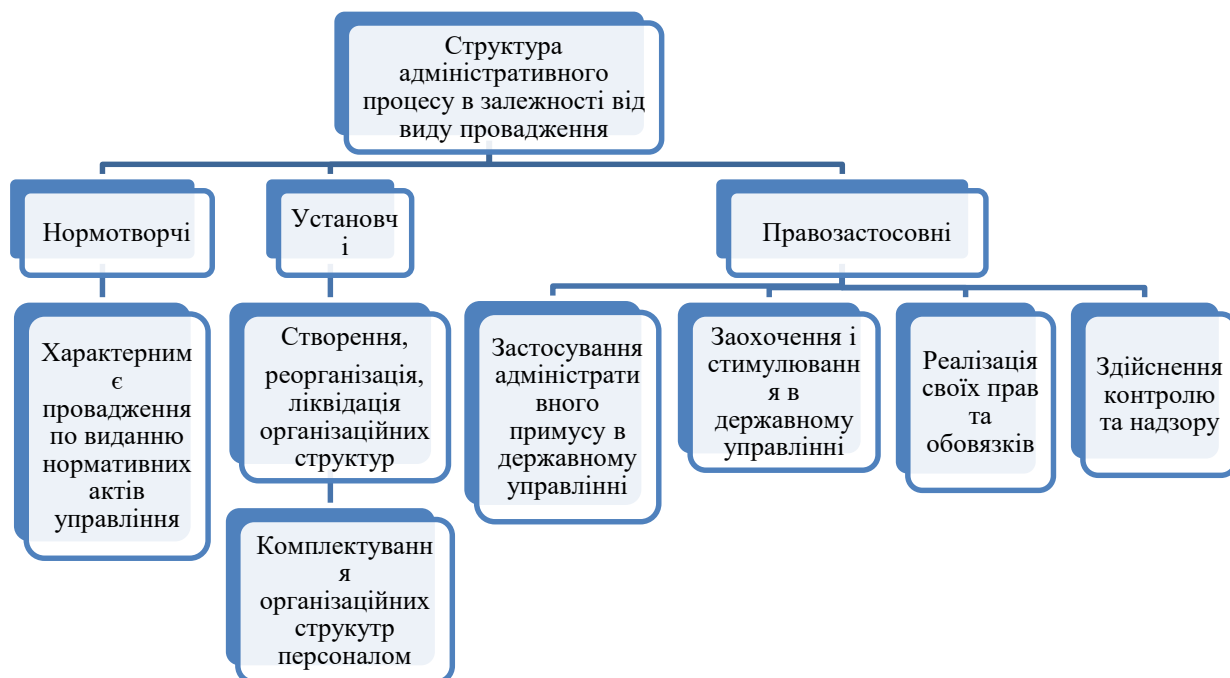 Структура
адміністративного
процесу в залежності від
виду провадження
Нормотворчі
Установч
і
Правозастосовні
Характерним
є
провадження
по виданню
нормативних
актів
управління
Створення,
реорганізація,
ліквідація
організаційних
структур
Комплектуванн
я
організаційних
струкутр
персоналом
Застосування
адміністрати
вного
примусу в
державному
управлінні
Заохочення і
стимулюванн
я в
державному
управлінні
Реалізація
своїх прав
та
обовязків
Здійснення
контролю
та надзору